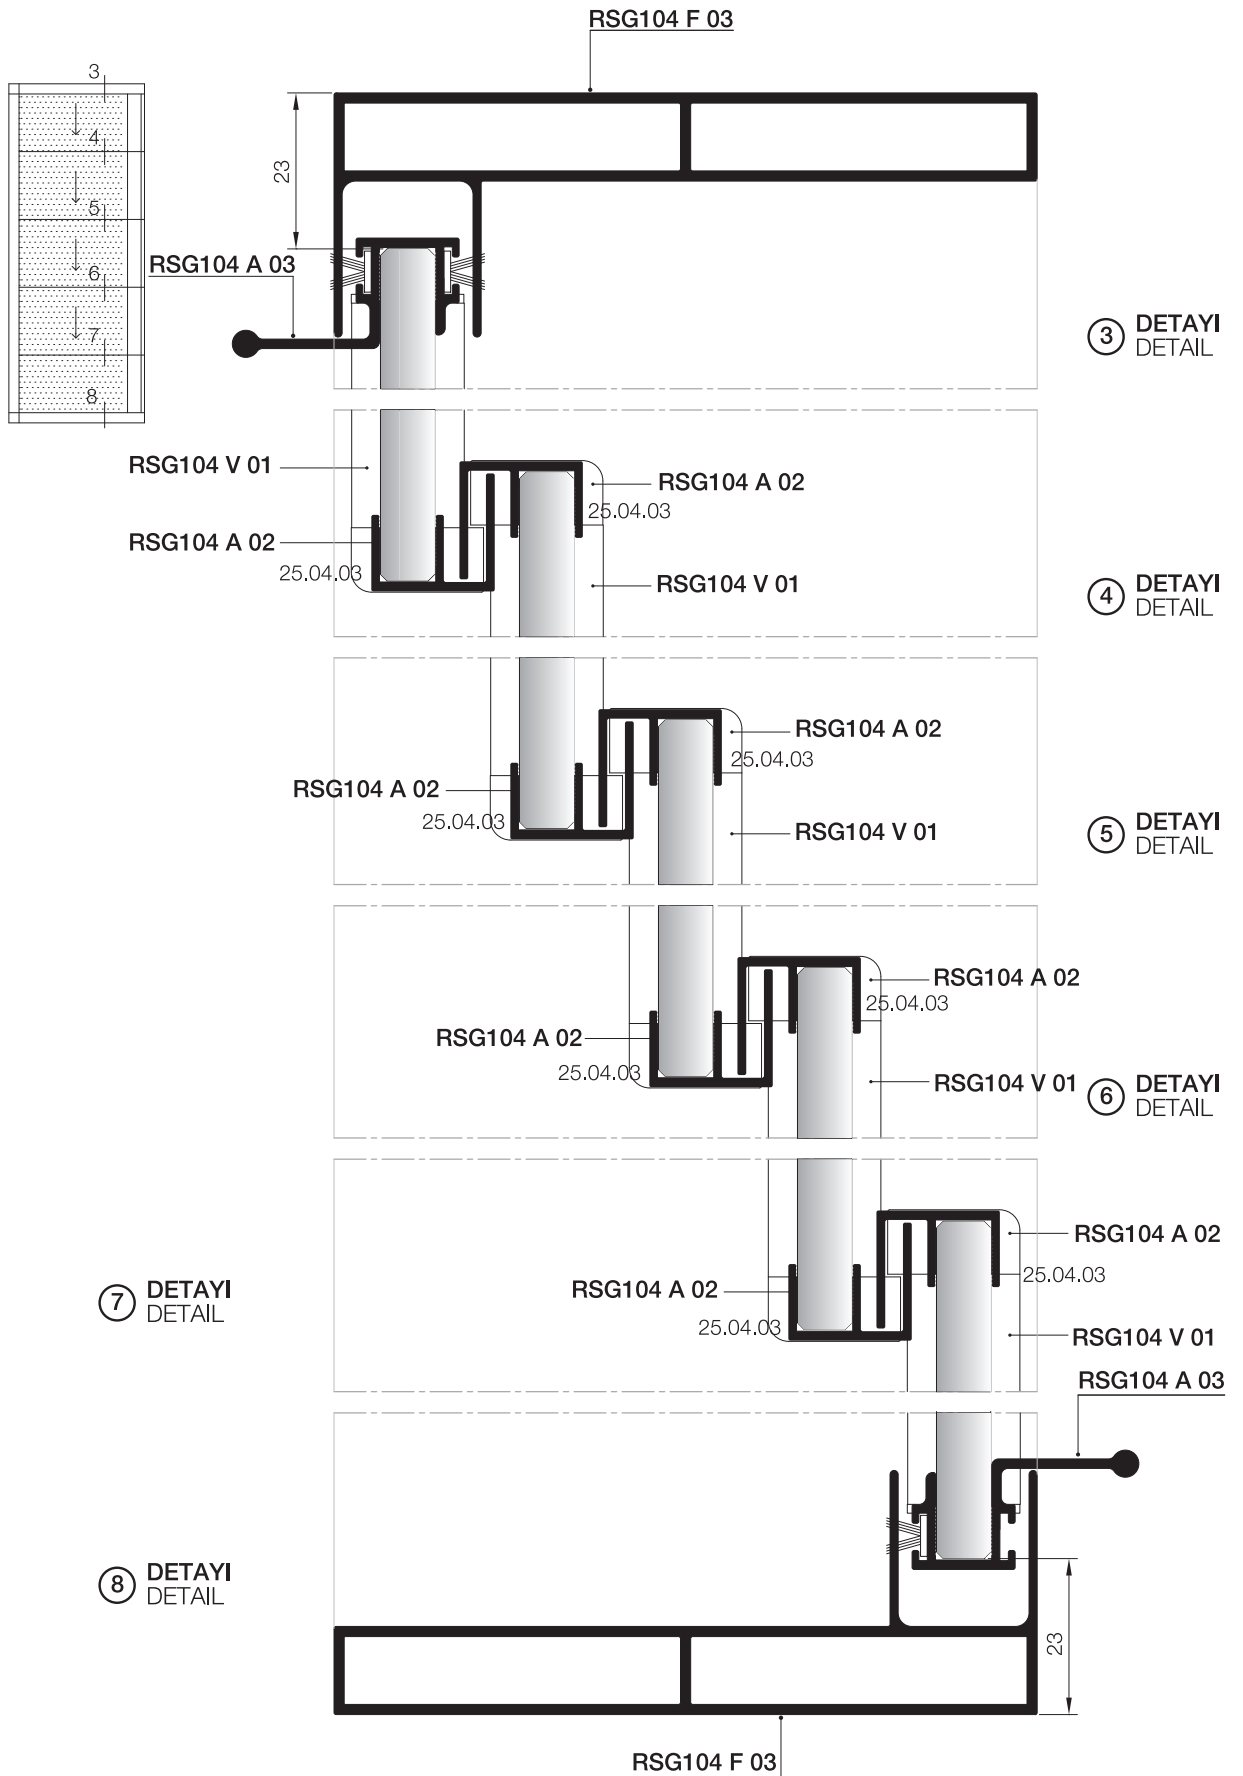 RSG104 F 03
3
4
5
6
7
8
23
RSG104 A 03
3 DETAYI
DETAIL
RSG104 V 01
RSG104 A 02
25.04.03
RSG104 A 02
25.04.03
RSG104 V 01
4 DETAYI
DETAIL
RSG104 A 02
25.04.03
RSG104 A 02
25.04.03
RSG104 V 01
5 DETAYI
DETAIL
RSG104 A 02
25.04.03
RSG104 A 02
25.04.03
RSG104 V 01
6 DETAYI
DETAIL
RSG104 A 02
25.04.03
7 DETAYI
DETAIL
RSG104 A 02
25.04.03
RSG104 V 01
RSG104 A 03
8 DETAYI
DETAIL
23
RSG104 F 03